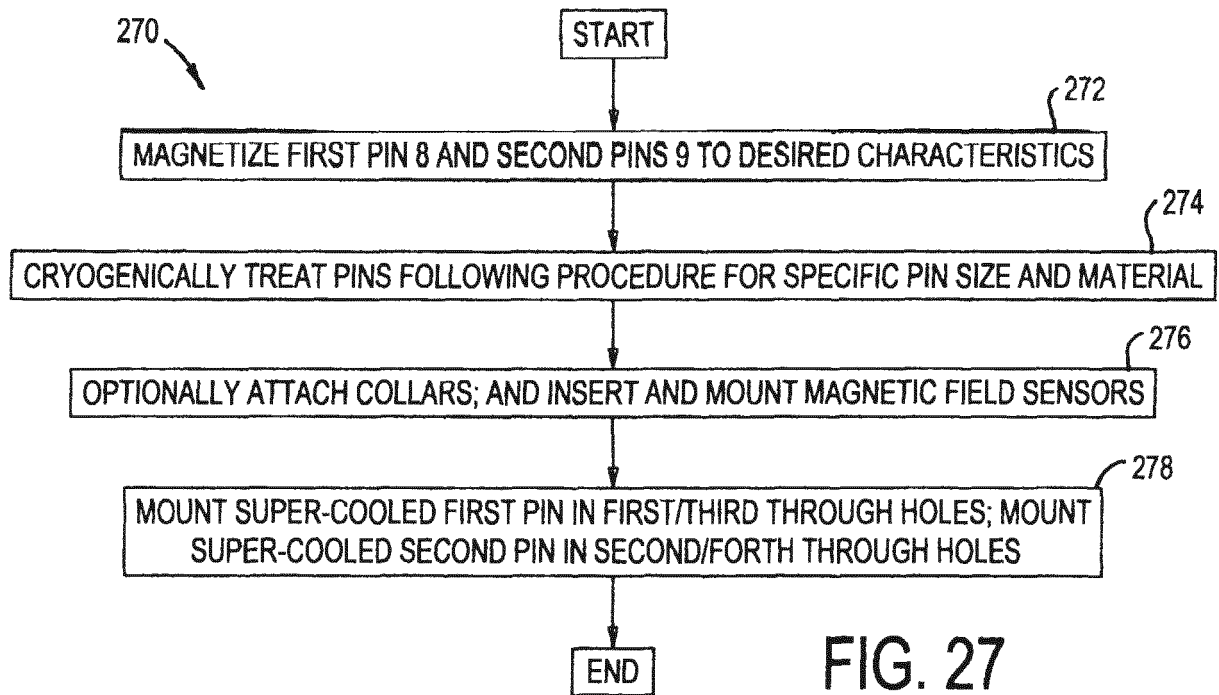 270
START
272
MAGNETIZE FIRST PIN 8 AND SECOND PINS 9 TO DESIRED CHARACTERISTICS
274
CRYOGENICALLY TREAT PINS FOLLOWING PROCEDURE FOR SPECIFIC PIN SIZE AND MATERIAL
276
OPTIONALLY ATTACH COLLARS; AND INSERT AND MOUNT MAGNETIC FIELD SENSORS
278
MOUNT SUPER-COOLED FIRST PIN IN FIRST/THIRD THROUGH HOLES; MOUNT
SUPER-COOLED SECOND PIN IN SECOND/FORTH THROUGH HOLES
END
FIG. 27